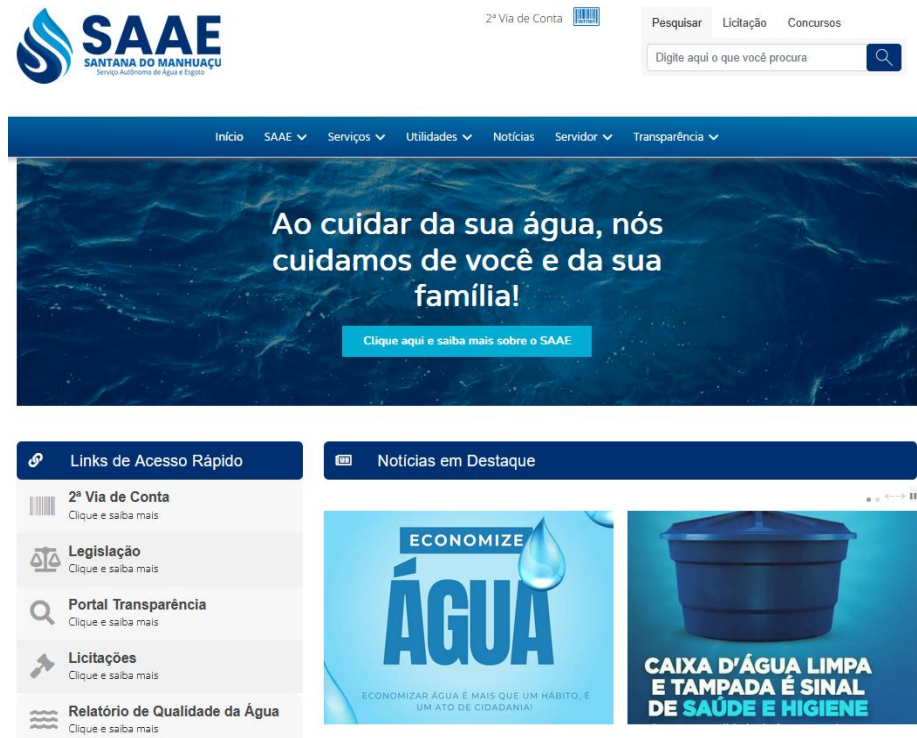 2ª Via de Conta
Pesquisar Licitação Concursos
SAAE
SANTANA DO MANHUAÇU
Serviço Autônomo de Água e Esgoto
Digite aqui o que você procura
Início SAAE Serviços Utilidades Notícias Servidor Transparência
Ao cuidar da sua água, nós
cuidamos de você e da sua
família!
Clique aqui e saiba mais sobre o SAAE
Links de Acesso Rápido
2ª Via de Conta
Clique e saiba mais
Legislação
Clique e saiba mais
Portal Transparência
Clique e saiba mais
Licitações
Clique e saiba mais
Relatório de Qualidade da Água
Clique e saiba mais
Notícias em Destaque
ECONOMIZE
ÁGUA
ECONOMIZAR ÁGUA É MAIS QUE UM HÁBITO, É
UM ATO DE CIDADANIA!
CAIXA D'ÁGUA LIMPA
E TAMPADA É SINAL
DE SAÚDE E HIGIENE